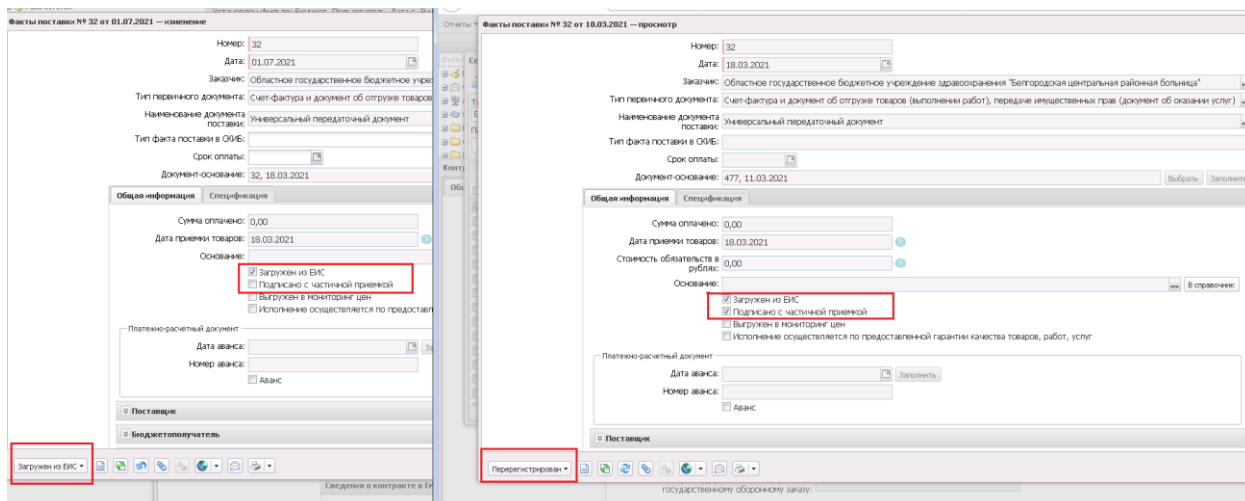 Факты поставки № 32 от 01.07.2021 — изменение
Номер: 32
Дата: 01.07.2021
Заказчик: Областное государственное бюджетное учре
Тип первичного документа: Счет-фактура и документ об отгрузке товаров
Наименование документа поставки: Универсальный передаточный документ
Тип факта поставки в СКИБ:
Срок оплаты:
Документ-основание: 32, 18.03.2021
Общая информация Спецификация
Сумма оплачено: 0,00
Дата приемки товаров: 18.03.2021
Основание:
Загружен из ЕИС
Подписано с частичной приемкой
Выгружен в мониторинг цен
Исполнение осуществляется по предоставл
Платежно-расчетный документ
Дата аванса:
Номер аванса:
Аванс
Поставщик
Бюджетополучатель
Загружен из ЕИС
Сведения о контракте в ЕИ
Отчеты
Факты поставки № 32 от 18.03.2021 — просмотр
Номер: 32
Дата: 18.03.2021
Заказчик: Областное государственное бюджетное учреждение здравоохранения "Белгородская центральная районная больница"
Тип первичного документа: Счет-фактура и документ об отгрузке товаров (выполнении работ), передаче имущественных прав (документ об оказании услуг)
Наименование документа поставки: Универсальный передаточный документ
Тип факта поставки в СКИБ:
Срок оплаты:
Документ-основание: 477, 11.03.2021 Выбрать Заполнить
Общая информация Спецификация
Сумма оплачено: 0,00
Дата приемки товаров: 18.03.2021
Стоимость обязательств в рублях: 0,00
Основание: ... В справочник
Загружен из ЕИС
Подписано с частичной приемкой
Выгружен в мониторинг цен
Исполнение осуществляется по предоставленной гарантии качества товаров, работ, услуг
Платежно-расчетный документ
Дата аванса: Заполнить
Номер аванса:
Аванс
Поставщик
Перерегистрирован
государственному оборонному заказу: